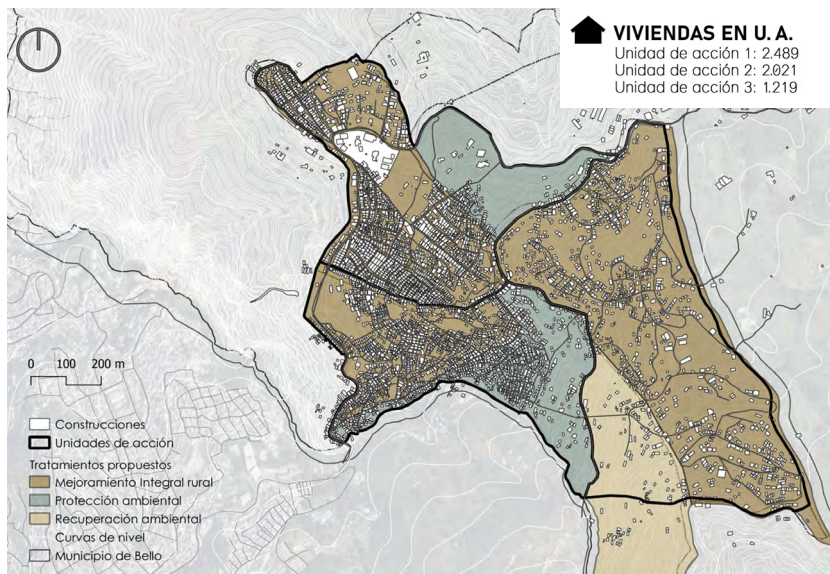 VIVIENDAS EN U. A.
Unidad de acción 1: 2.489
Unidad de acción 2: 2.021
Unidad de acción 3: 1.219
0 100 200 m
Construcciones
Unidades de acción
Tratamientos propuestos
Mejoramiento Integral rural
Protección ambiental
Recuperación ambiental
Curvas de nivel
Municipio de Bello